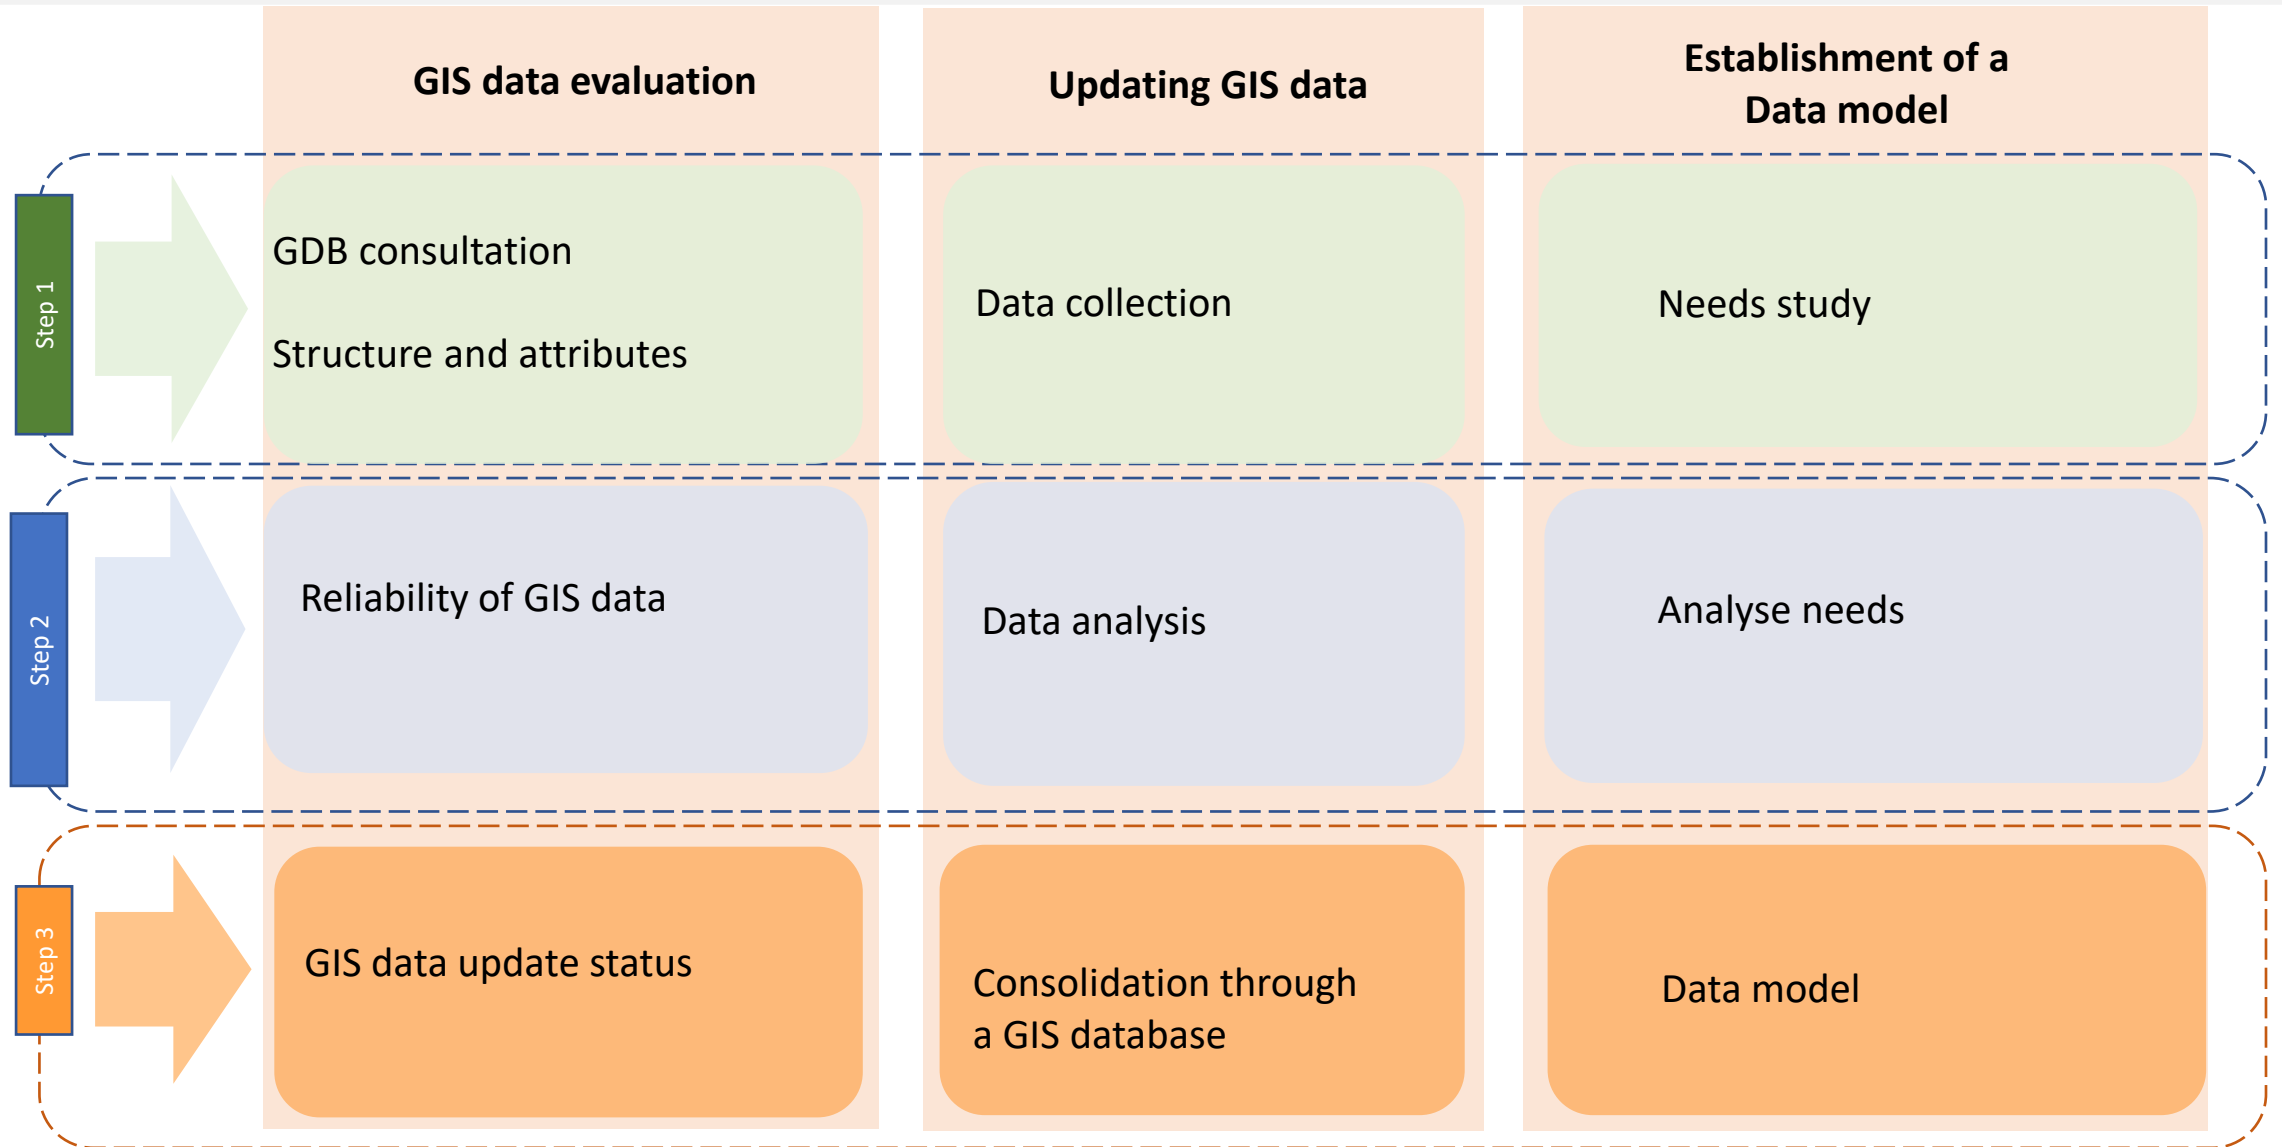 GIS data evaluation
Updating GIS data
Establishment of a
Data model
Step 1
GDB consultation
Structure and attributes
Data collection
Needs study
Step 2
Reliability of GIS data
Data analysis
Analyse needs
Step 3
GIS data update status
Consolidation through
a GIS database
Data model